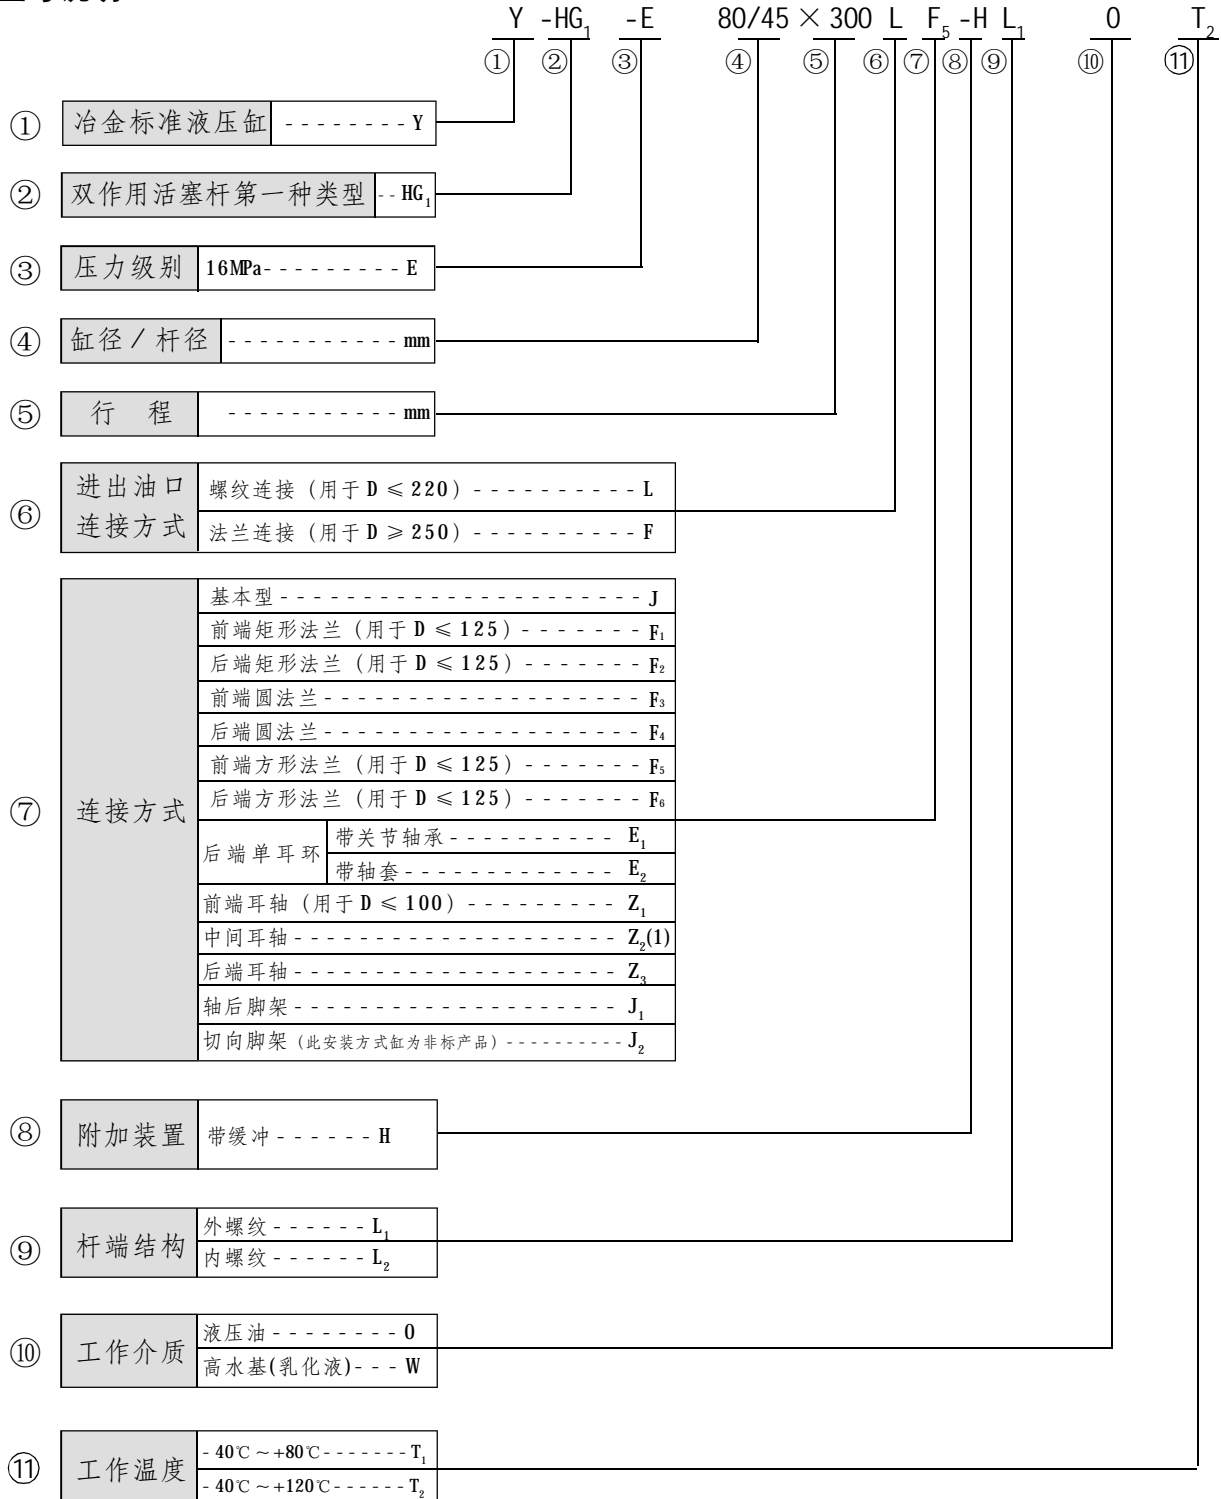 Y -HG₁ -E 80/45 × 300 L F₅ -H L₁ O T₂
① ② ③ ④ ⑤ ⑥ ⑦ ⑧ ⑨ ⑩ ⑪
① 冶金标准液压缸 - - - - - - - - Y
② 双作用活塞杆第一种类型 - - HG₁
③ 压力级别 16MPa- - - - - - - - - E
④ 缸径 / 杆径 - - - - - - - - - - - mm
⑤ 行 程 - - - - - - - - - - - mm
⑥ 进出油口
连接方式
螺纹连接 (用于 D ≤ 220) - - - - - - - - - - L
法兰连接 (用于 D ≥ 250) - - - - - - - - - - F
⑦ 连接方式
基本型 - - - - - - - - - - - - - - - - - - - - - - J
前端矩形法兰 (用于 D ≤ 125) - - - - - - - F₁
后端矩形法兰 (用于 D ≤ 125) - - - - - - - F₂
前端圆法兰 - - - - - - - - - - - - - - - - - - - F₃
后端圆法兰 - - - - - - - - - - - - - - - - - - - F₄
前端方形法兰 (用于 D ≤ 125) - - - - - - - F₅
后端方形法兰 (用于 D ≤ 125) - - - - - - - F₆
后端单耳环
带关节轴承 - - - - - - - - - - E₁
带轴套 - - - - - - - - - - - - - E₂
前端耳轴 (用于 D ≤ 100) - - - - - - - - - Z₁
中间耳轴 - - - - - - - - - - - - - - - - - - - - Z₂(1)
后端耳轴 - - - - - - - - - - - - - - - - - - - - Z₃
轴后脚架 - - - - - - - - - - - - - - - - - - - - J₁
切向脚架 (此安装方式缸为非标产品) - - - - - - - - - - J₂
⑧ 附加装置 带缓冲 - - - - - - H
⑨ 杆端结构
外螺纹 - - - - - - L₁
内螺纹 - - - - - - L₂
⑩ 工作介质
液压油 - - - - - - - - O
高水基(乳化液)- - - W
⑪ 工作温度
- 40℃ ~ +80℃ - - - - - - - T₁
- 40℃ ~ +120℃ - - - - - - T₂